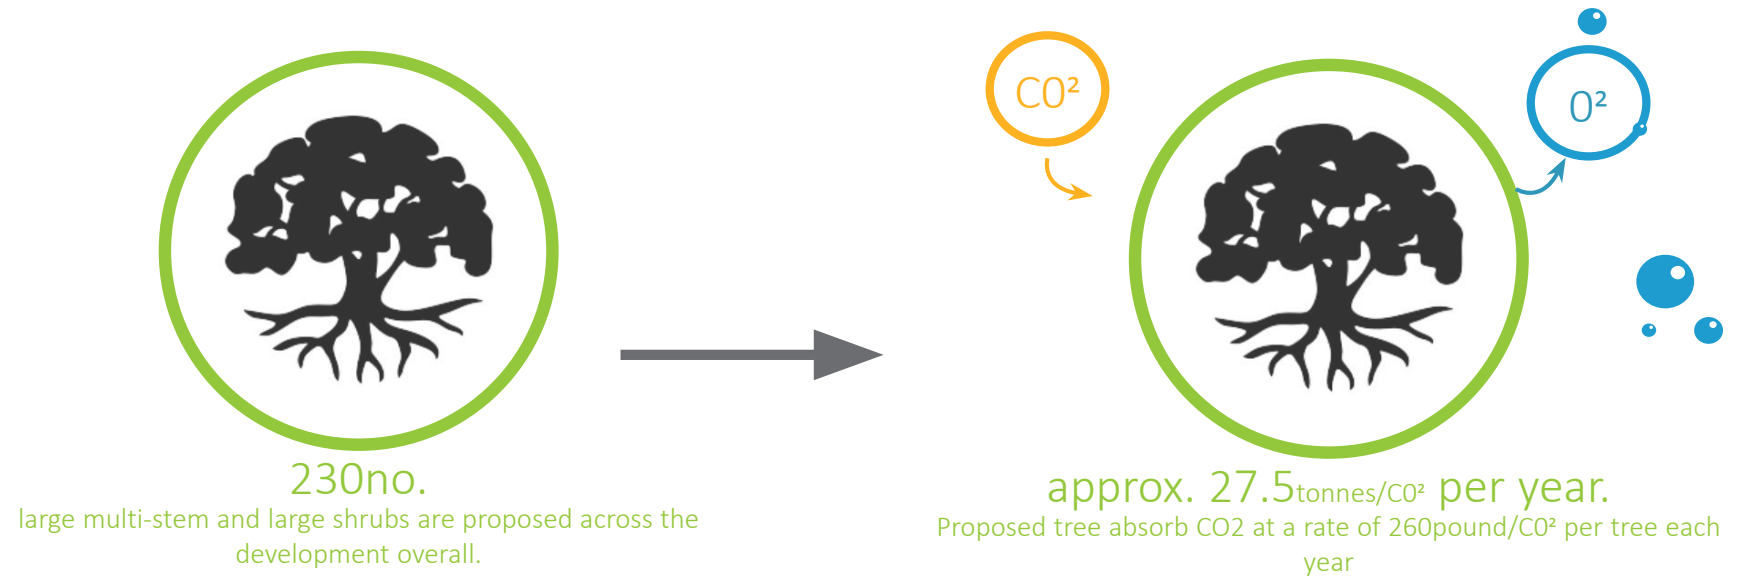 C0²
0²
230no.
large multi-stem and large shrubs are proposed across the
development overall.
approx. 27.5tonnes/C0² per year.
Proposed tree absorb CO2 at a rate of 260pound/C0² per tree each
year